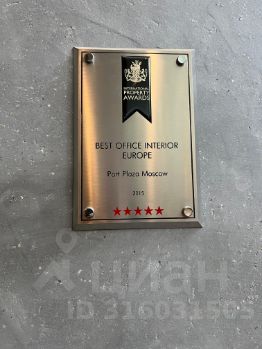 INTERNATIONAL
PROPERTY
AWARDS
BEST OFFICE INTERIOR
EUROPE
Port Plaza Moscow
2015
циан
ID 316031505